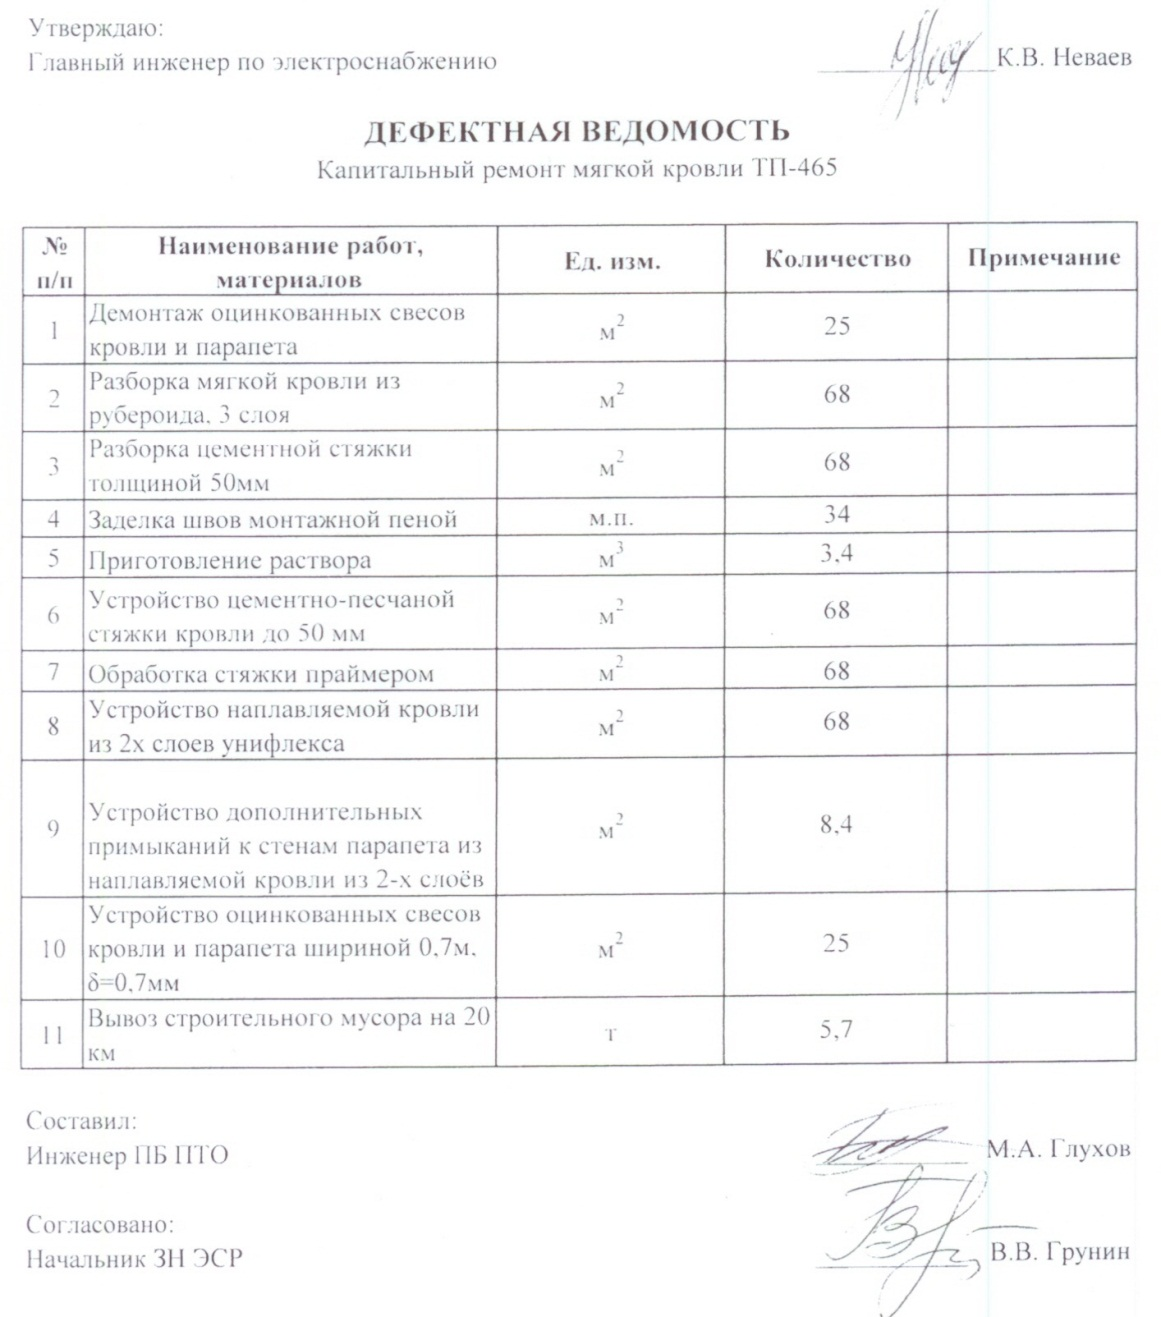 Утверждаю:
Главный инженер по электроснабжению
К.В. Неваев
ДЕФЕКТНАЯ ВЕДОМОСТЬ
Капитальный ремонт мягкой кровли ТП-465
№ п/п
Наименование работ, материалов
Ед. изм.
Количество
Примечание
1
Демонтаж оцинкованных свесов
кровли и парапета
м²
25
2
Разборка мягкой кровли из
рубероида, 3 слоя
м²
68
3
Разборка цементной стяжки
толщиной 50мм
м²
68
4
Заделка швов монтажной пеной
м.п.
34
5
Приготовление раствора
м³
3,4
6
Устройство цементно-песчаной
стяжки кровли до 50 мм
м²
68
7
Обработка стяжки праймером
м²
68
8
Устройство наплавляемой кровли
из 2х слоев унифлекса
м²
68
9
Устройство дополнительных
примыканий к стенам парапета из
наплавляемой кровли из 2-х слоёв
м²
8,4
10
Устройство оцинкованных свесов
кровли и парапета шириной 0,7м,
δ=0,7мм
м²
25
11
Вывоз строительного мусора на 20
км
т
5,7
Составил:
Инженер ПБ ПТО
М.А. Глухов
Согласовано:
Начальник ЗН ЭСР
В.В. Грунин